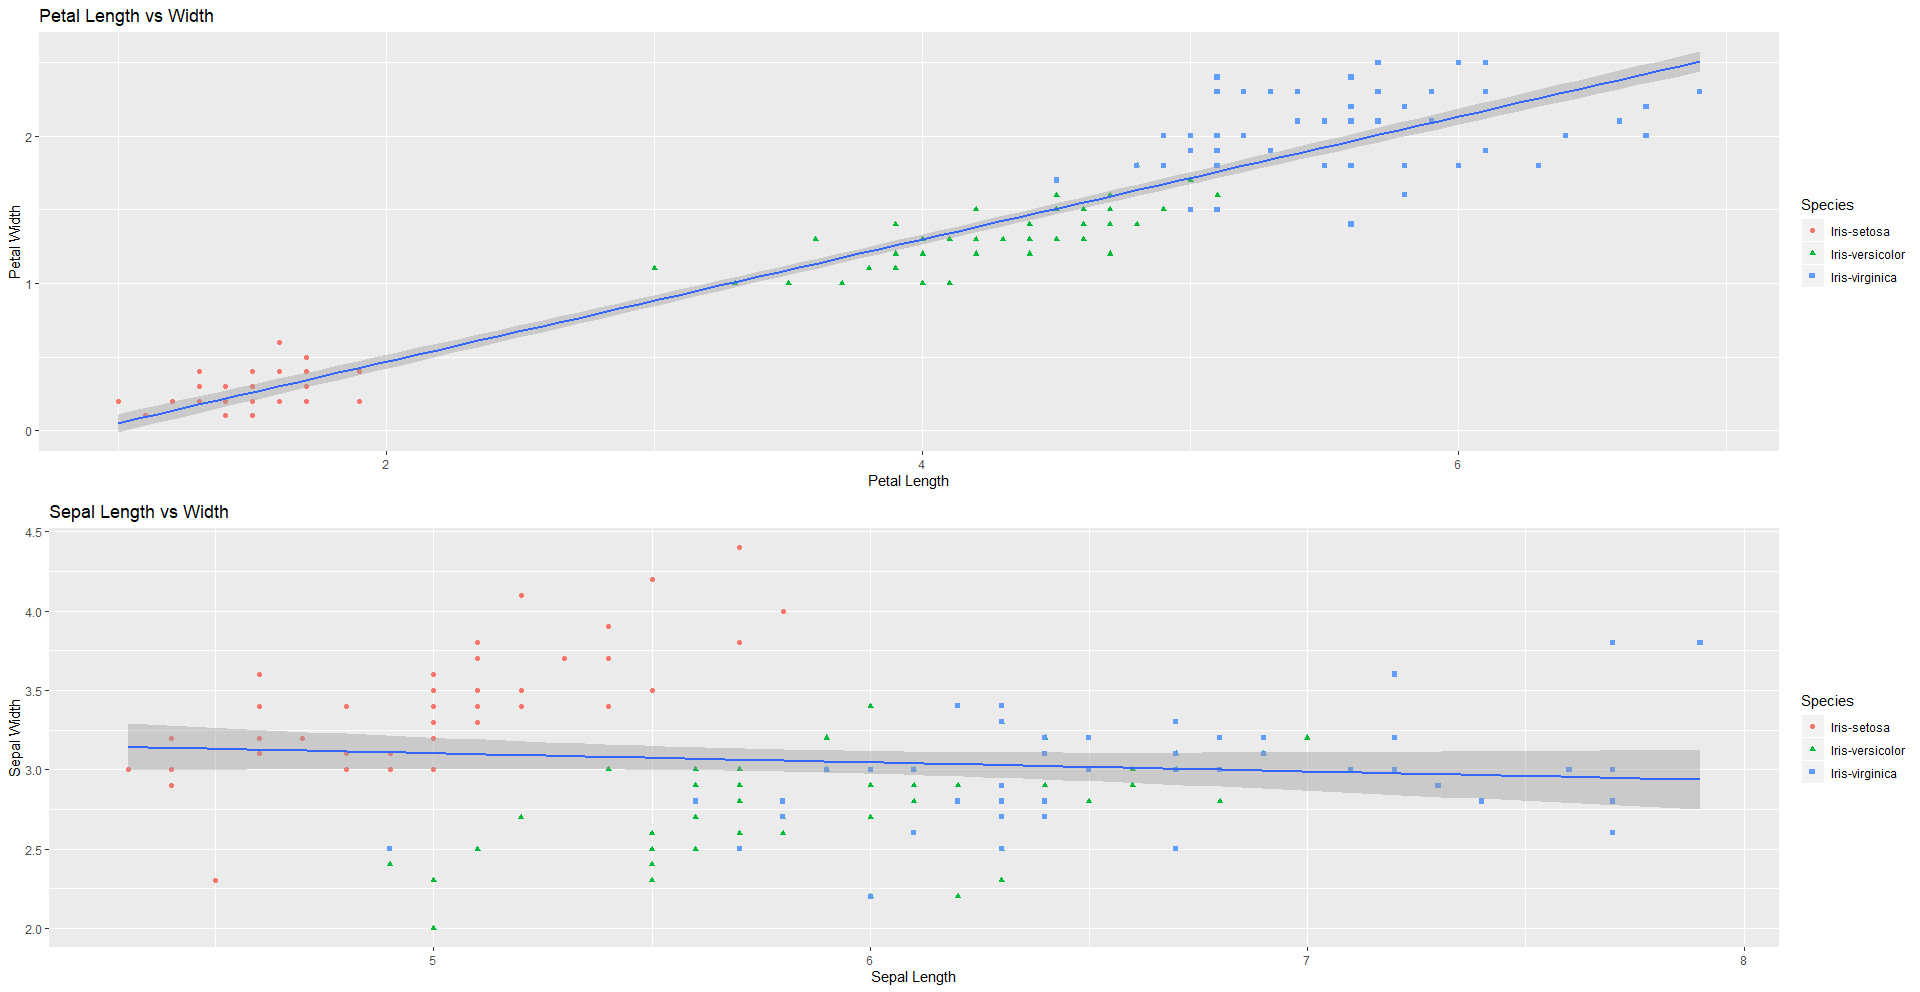 Petal Length vs Width
Petal Width
2
1
0
2 4 6
Petal Length
Species
Iris-setosa
Iris-versicolor
Iris-virginica
Sepal Length vs Width
Sepal Width
4.5
4.0
3.5
3.0
2.5
2.0
5 6 7 8
Sepal Length
Species
Iris-setosa
Iris-versicolor
Iris-virginica